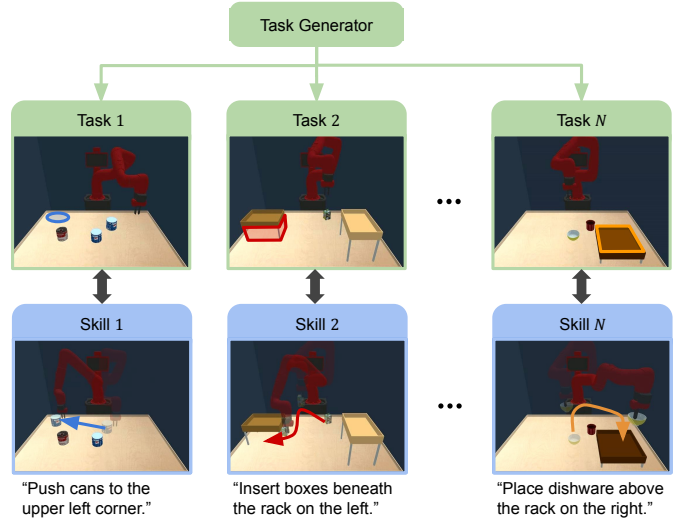 Task Generator
Task 1
Task 2
Task N
...
Skill 1
Skill 2
Skill N
...
"Push cans to the
upper left corner."
"Insert boxes beneath
the rack on the left."
"Place dishware above
the rack on the right."